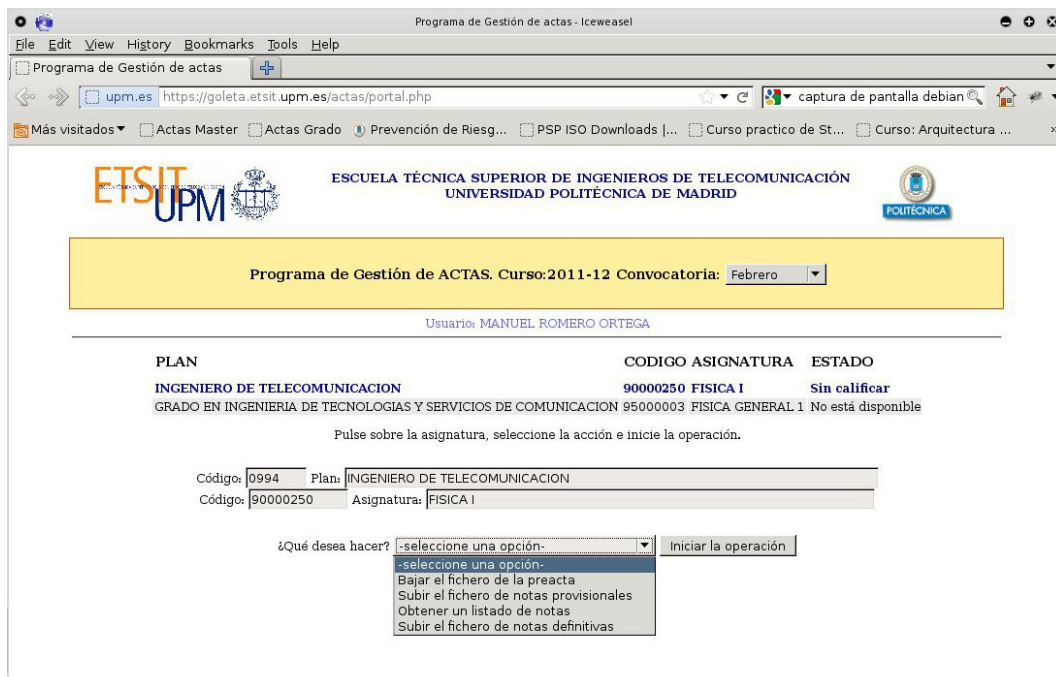 Programa de Gestión de actas - Iceweasel
File Edit View History Bookmarks Tools Help
Programa de Gestión de actas
upm.es https://goleta.etsit.upm.es/actas/portal.php captura de pantalla debian
Más visitados Actas Master Actas Grado Prevención de Riesg... PSP ISO Downloads |... Curso practico de St... Curso: Arquitectura ...
ETSIT UPM
ESCUELA TÉCNICA SUPERIOR DE INGENIEROS DE TELECOMUNICACIÓN
UNIVERSIDAD POLITÉCNICA DE MADRID
POLITÉCNICA
Programa de Gestión de ACTAS. Curso:2011-12 Convocatoria: Febrero
Usuario: MANUEL ROMERO ORTEGA
PLAN CODIGO ASIGNATURA ESTADO
INGENIERO DE TELECOMUNICACION 90000250 FISICA I Sin calificar
GRADO EN INGENIERIA DE TECNOLOGIAS Y SERVICIOS DE COMUNICACION 95000003 FISICA GENERAL 1 No está disponible
Pulse sobre la asignatura, seleccione la acción e inicie la operación.
Código: 0994 Plan: INGENIERO DE TELECOMUNICACION
Código: 90000250 Asignatura: FISICA I
¿Qué desea hacer? -seleccione una opción- Iniciar la operación
-seleccione una opción-
Bajar el fichero de la preacta
Subir el fichero de notas provisionales
Obtener un listado de notas
Subir el fichero de notas definitivas